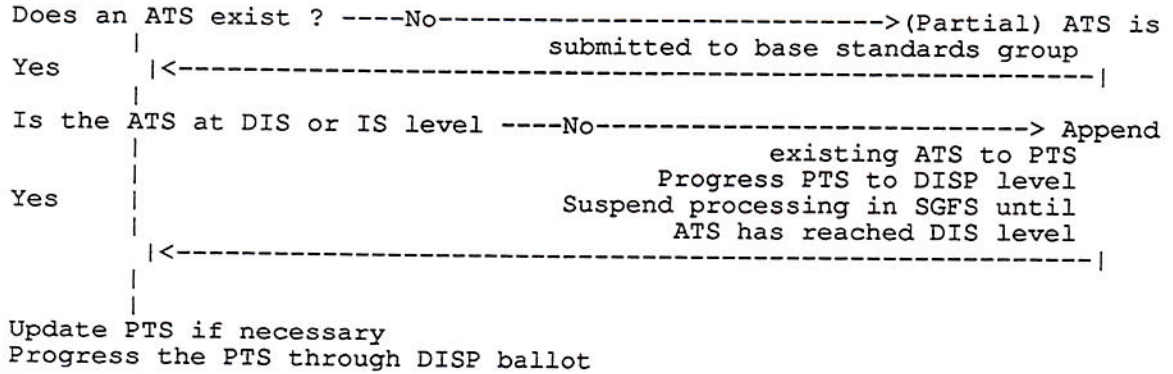 Does an ATS exist ? ----No----------------------------->(Partial) ATS is
submitted to base standards group
Yes |<-------------------------------------------------------------|
Is the ATS at DIS or IS level ----No----------------------------> Append
existing ATS to PTS
Progress PTS to DISP level
Yes Suspend processing in SGFS until
ATS has reached DIS level
|<-------------------------------------------------------------|
Update PTS if necessary
Progress the PTS through DISP ballot